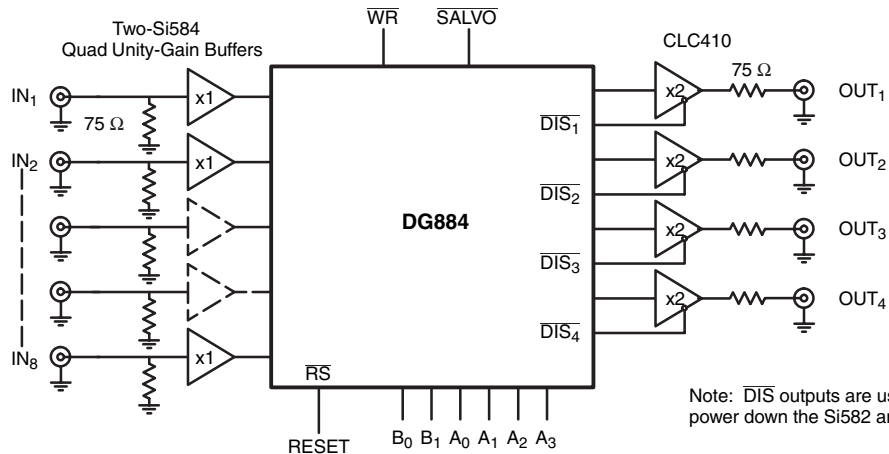 Two-Si584
Quad Unity-Gain Buffers
WR
SALVO
CLC410
IN1
75 Ω
x1
x2
75 Ω
OUT1
DIS1
IN2
x1
x2
OUT2
DIS2
DG884
x2
OUT3
DIS3
x2
OUT4
DIS4
IN8
x1
RS
RESET
B0 B1 A0 A1 A2 A3
Note: DIS outputs are
power down the Si582